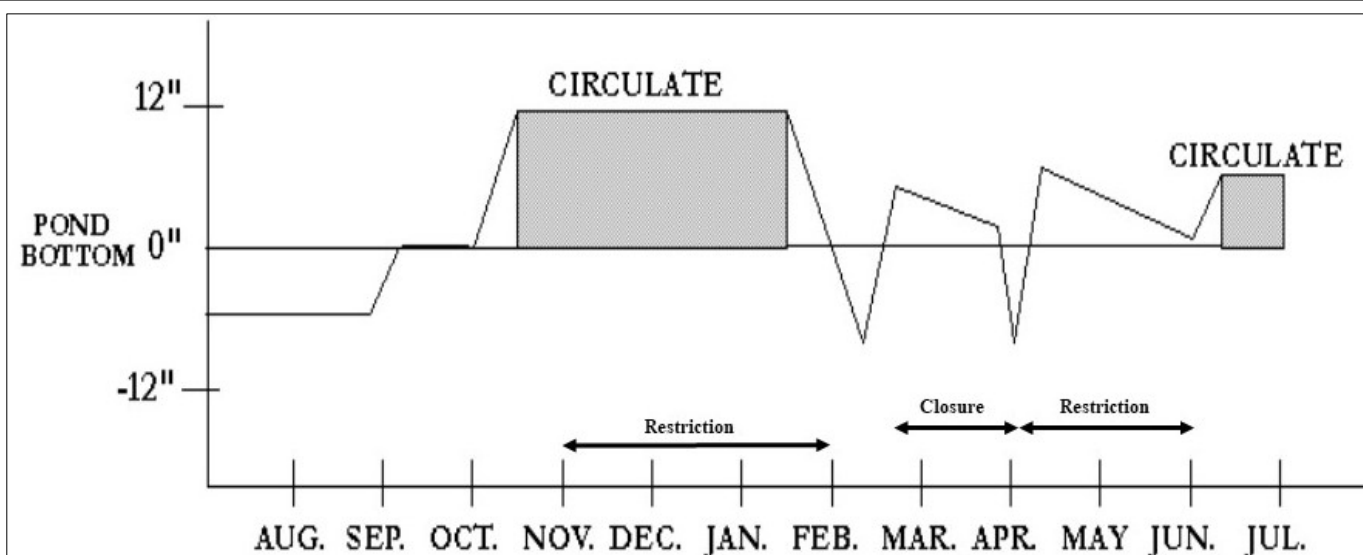 CIRCULATE
12"
CIRCULATE
POND
BOTTOM 0"
-12"
Closure
Restriction
Restriction
AUG. SEP. OCT. NOV. DEC. JAN. FEB. MAR. APR. MAY JUN. JUL.